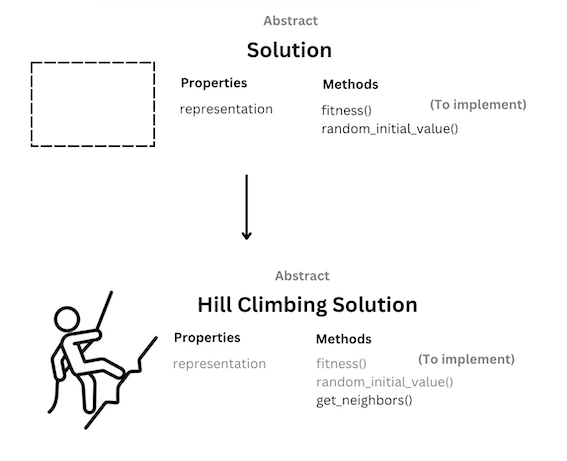 Abstract
Solution
Properties
Methods
representation
fitness()
(To implement)
random_initial_value()
Abstract
Hill Climbing Solution
Properties
Methods
representation
fitness()
(To implement)
random_initial_value()
get_neighbors()